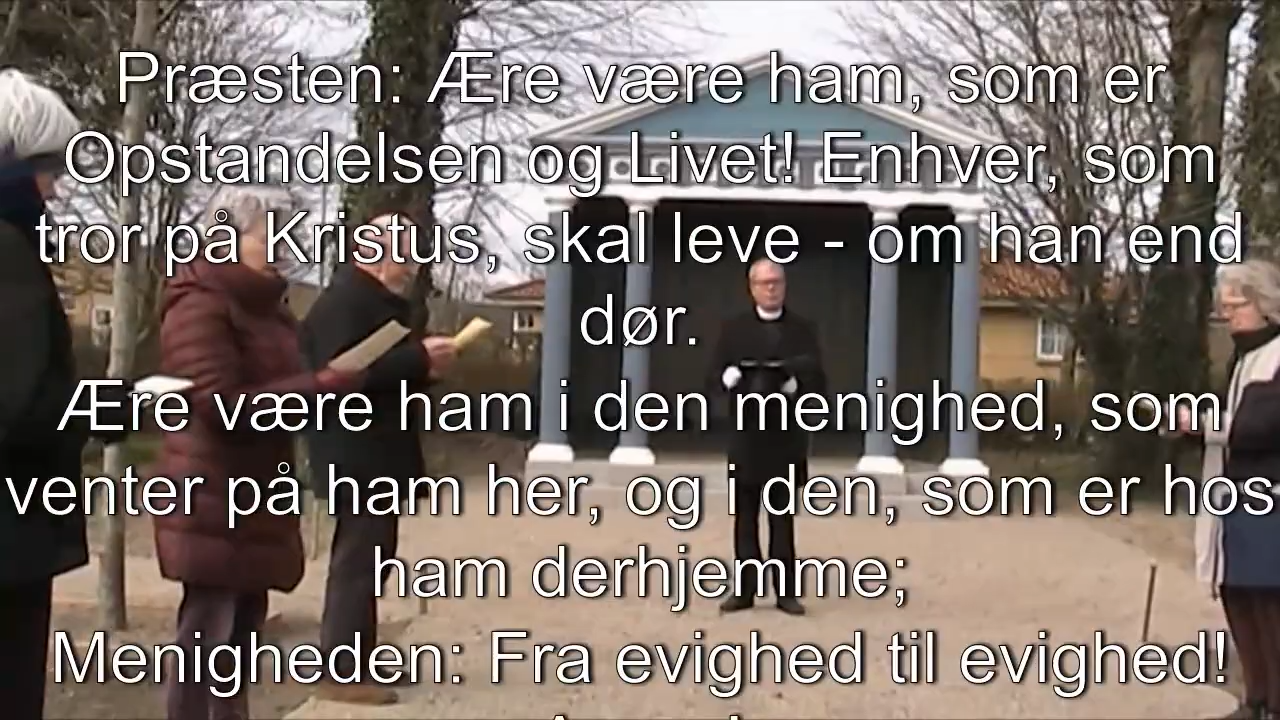 Præsten: Ære være ham, som er
Opstandelsen og Livet! Enhver, som
tror på Kristus, skal leve - om han end
dør.
Ære være ham i den menighed, som
venter på ham her, og i den, som er hos
ham derhjemme;
Menigheden: Fra evighed til evighed!